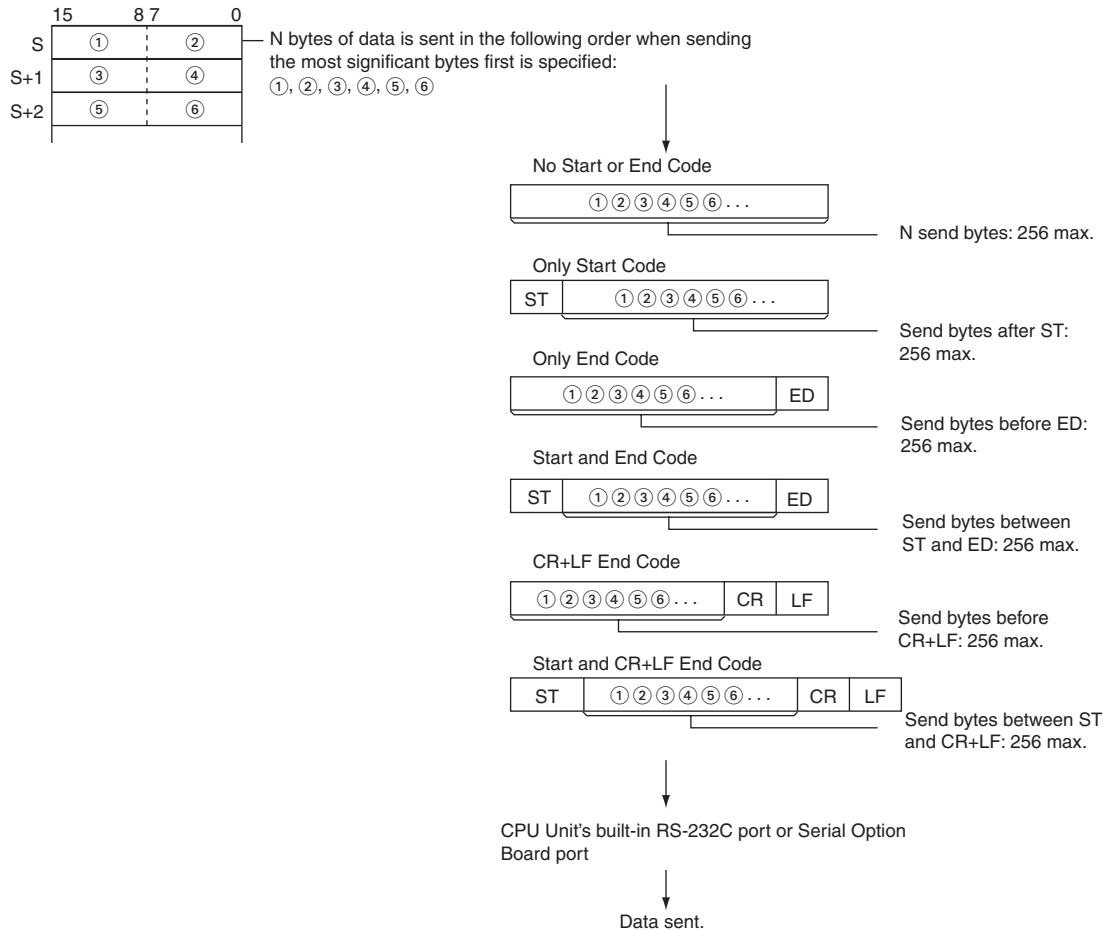 15 8 7 0
S ① ②
S+1 ③ ④
S+2 ⑤ ⑥
N bytes of data is sent in the following order when sending
the most significant bytes first is specified:
①, ②, ③, ④, ⑤, ⑥
No Start or End Code
①②③④⑤⑥...
N send bytes: 256 max.
Only Start Code
ST ①②③④⑤⑥...
Send bytes after ST:
256 max.
Only End Code
①②③④⑤⑥... ED
Send bytes before ED:
256 max.
Start and End Code
ST ①②③④⑤⑥... ED
Send bytes between
ST and ED: 256 max.
CR+LF End Code
①②③④⑤⑥... CR LF
Send bytes before
CR+LF: 256 max.
Start and CR+LF End Code
ST ①②③④⑤⑥... CR LF
Send bytes between ST
and CR+LF: 256 max.
CPU Unit's built-in RS-232C port or Serial Option
Board port
Data sent.